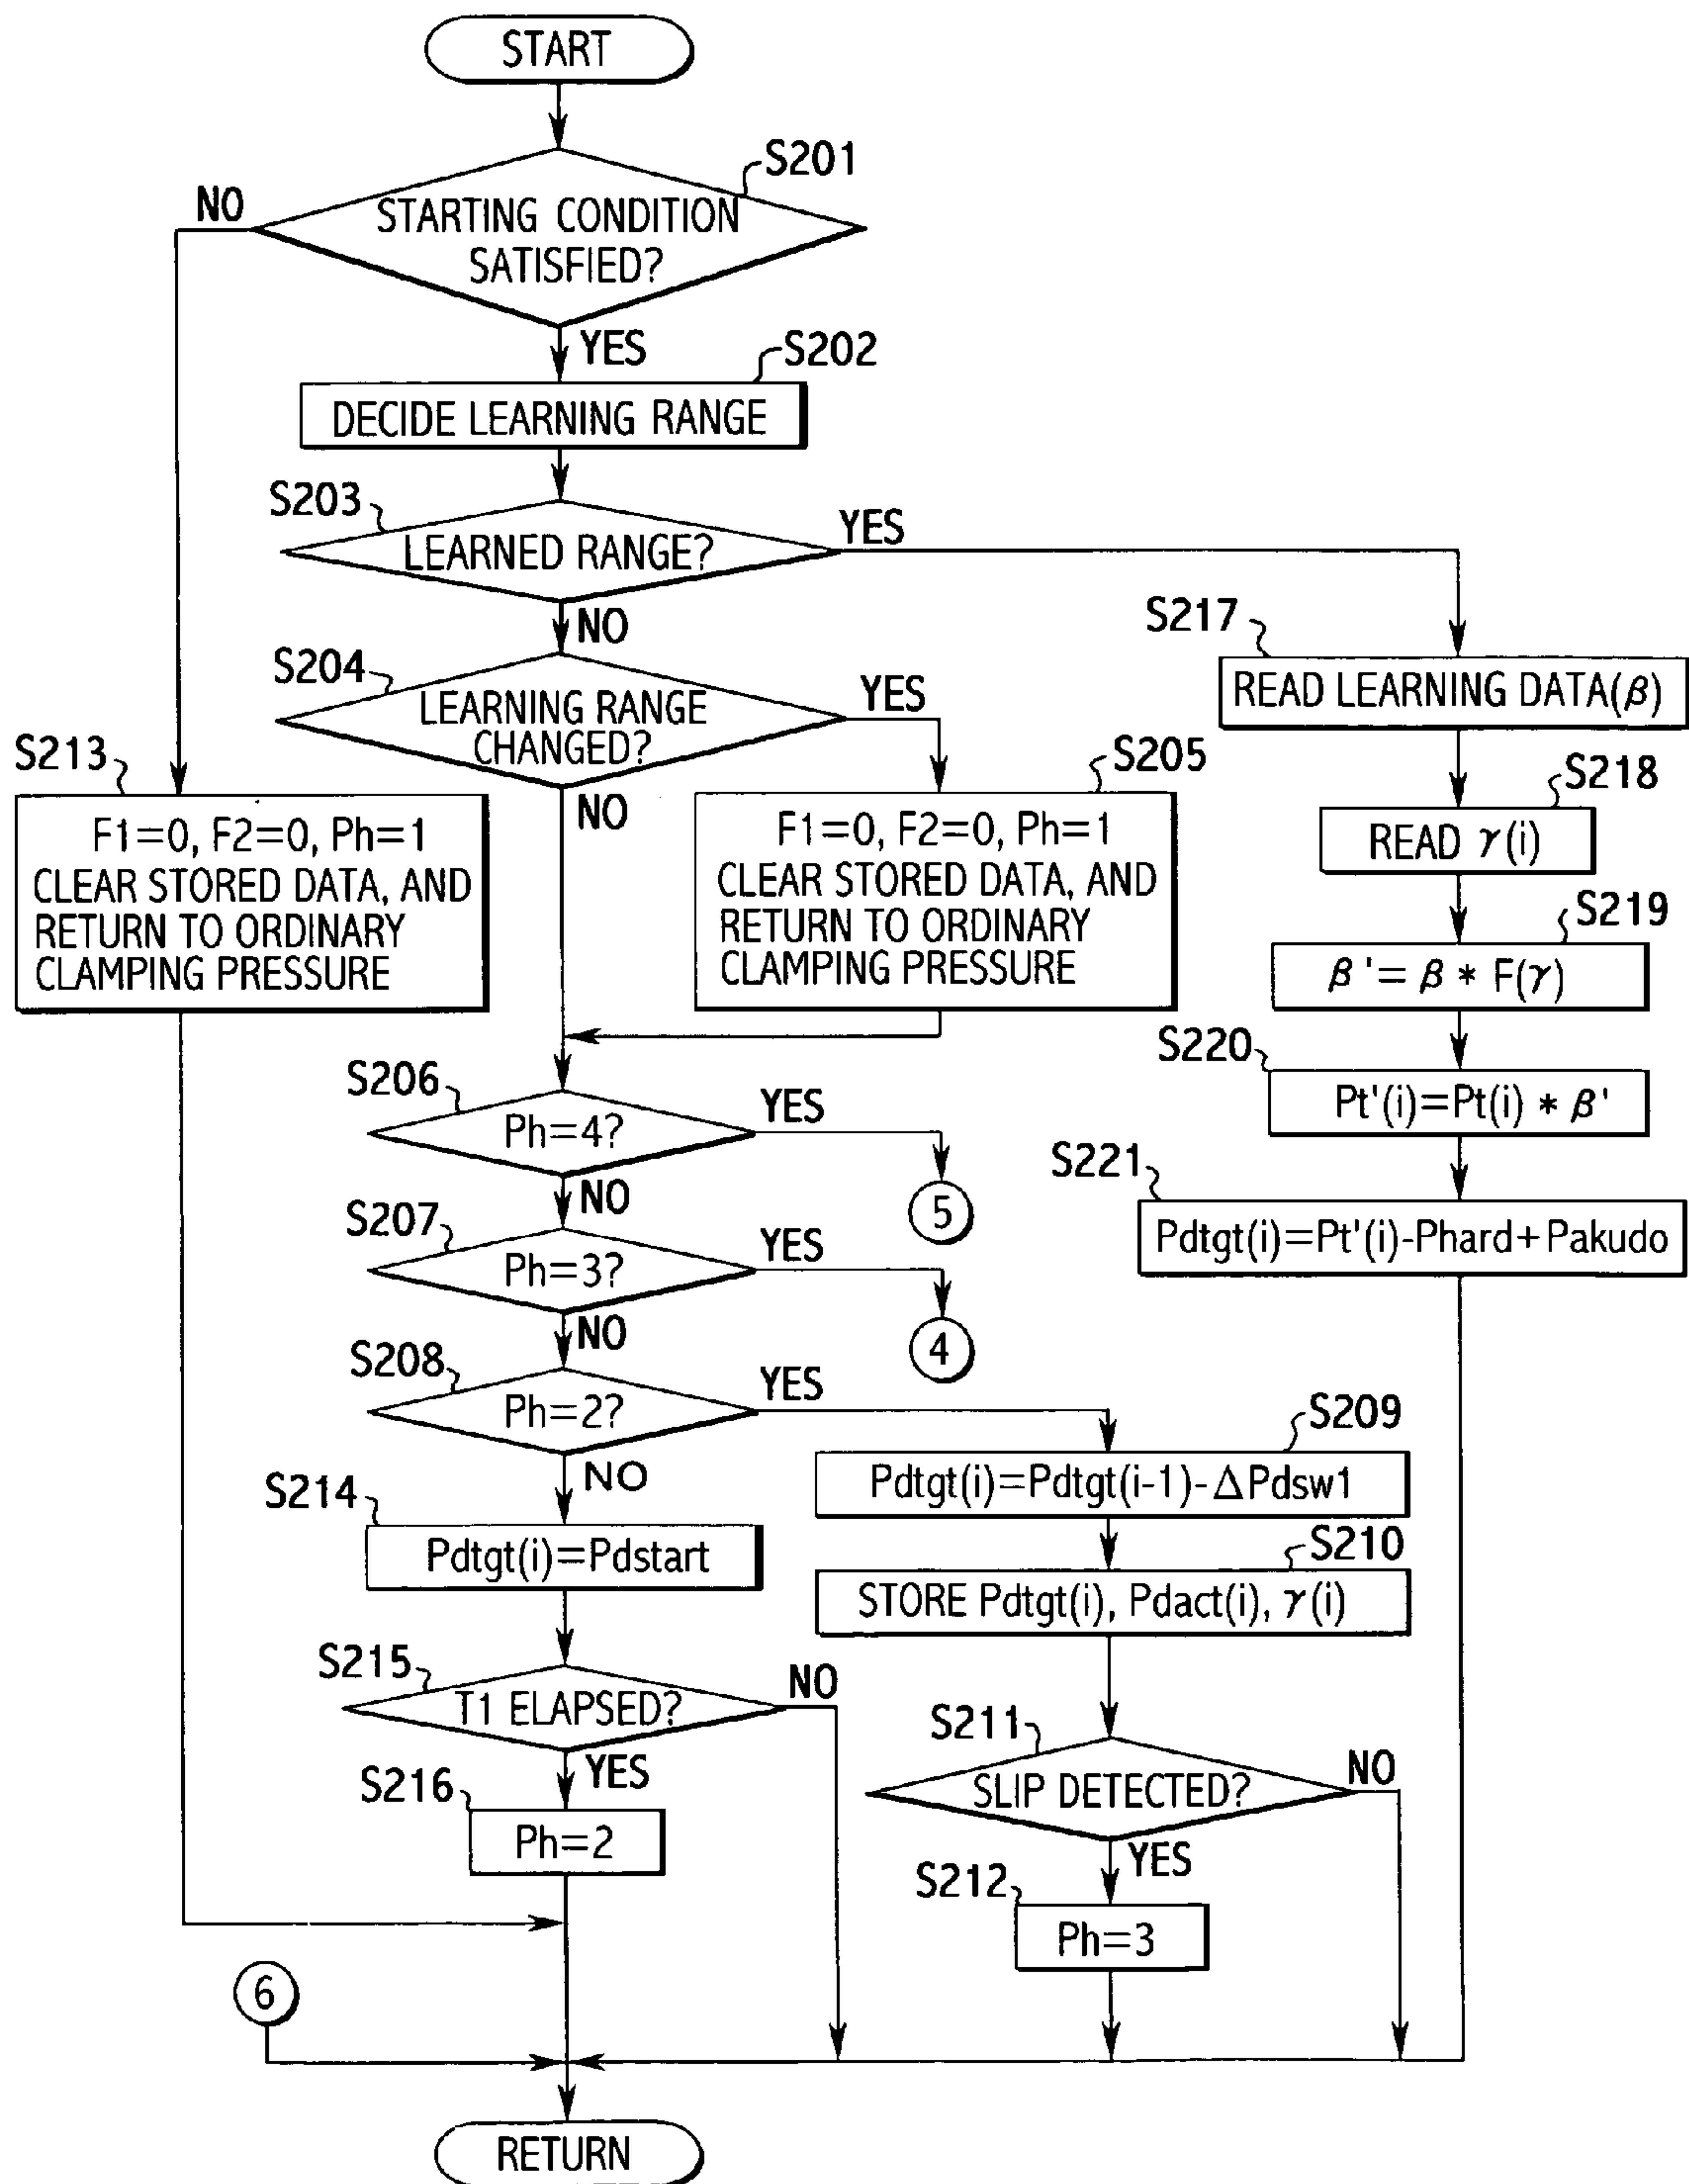 START
S201
NO
STARTING CONDITION
SATISFIED?
YES
S202
DECIDE LEARNING RANGE
S203
YES
LEARNED RANGE?
NO
S217
READ LEARNING DATA(β)
S204
YES
LEARNING RANGE
CHANGED?
NO
S213
F1=0, F2=0, Ph=1
CLEAR STORED DATA, AND
RETURN TO ORDINARY
CLAMPING PRESSURE
S205
F1=0, F2=0, Ph=1
CLEAR STORED DATA, AND
RETURN TO ORDINARY
CLAMPING PRESSURE
S218
READ γ(i)
S219
β'=β * F(γ)
S220
Pt'(i)=Pt(i) * β'
S221
Pdtgt(i)=Pt'(i)-Phard+Pakudo
S206
YES
Ph=4?
5
NO
S207
YES
Ph=3?
4
NO
S208
YES
Ph=2?
NO
S209
Pdtgt(i)=Pdtgt(i-1)-ΔPdsw1
S214
Pdtgt(i)=Pdstart
S210
STORE Pdtgt(i), Pdact(i), γ(i)
S215
NO
T1 ELAPSED?
YES
S211
NO
SLIP DETECTED?
YES
S216
Ph=2
S212
Ph=3
6
RETURN